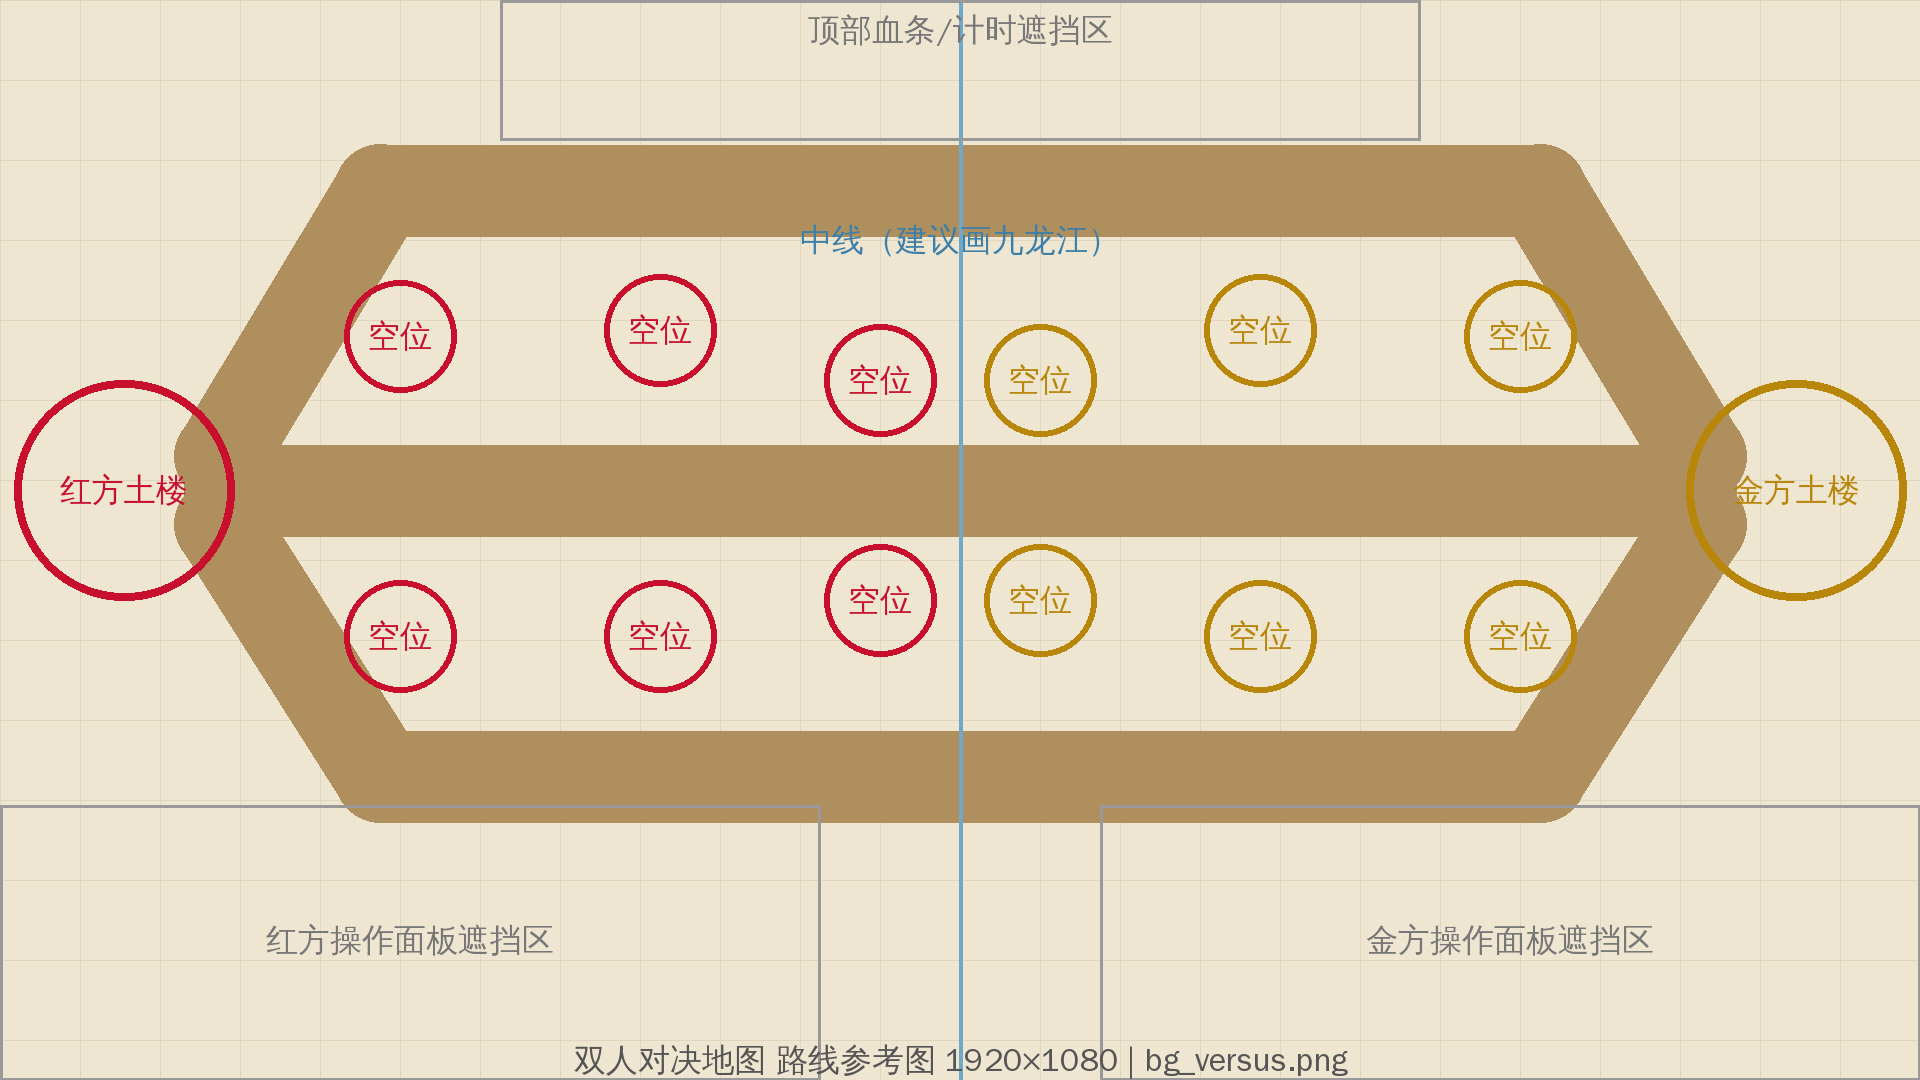 顶部血条/计时遮挡区
中线（建议画九龙江）
空位
空位
空位
空位
空位
空位
红方土楼
金方土楼
空位
空位
空位
空位
空位
空位
红方操作面板遮挡区
金方操作面板遮挡区
双人对决地图 路线参考图 1920×1080 | bg_versus.png